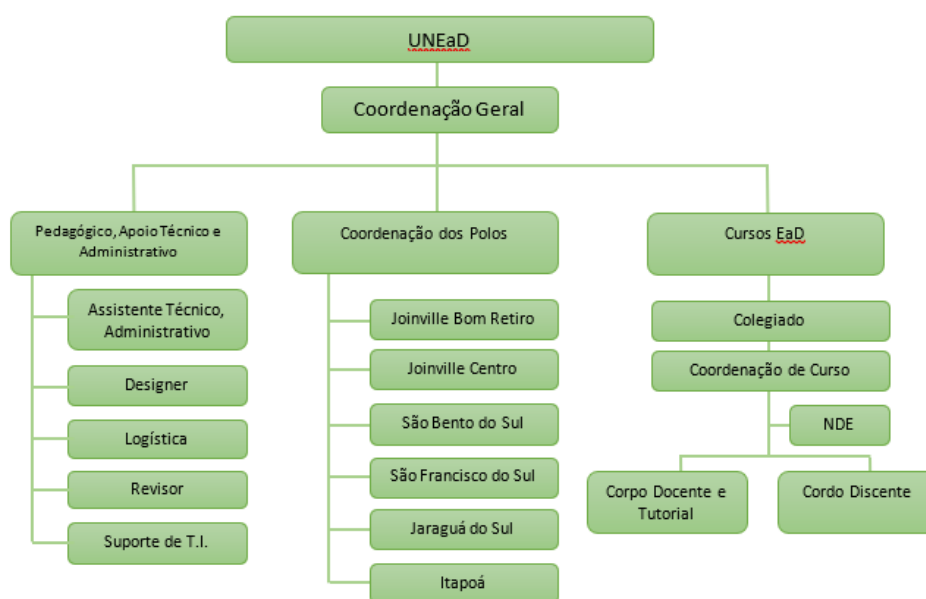 UNEaD
Coordenação Geral
Pedagógico, Apoio Técnico e
Administrativo
Assistente Técnico,
Administrativo
Designer
Logística
Revisor
Suporte de T.I.
Coordenação dos Polos
Joinville Bom Retiro
Joinville Centro
São Bento do Sul
São Francisco do Sul
Jaraguá do Sul
Itapoá
Cursos EaD
Colegiado
Coordenação de Curso
NDE
Corpo Docente e
Tutorial
Cordo Discente